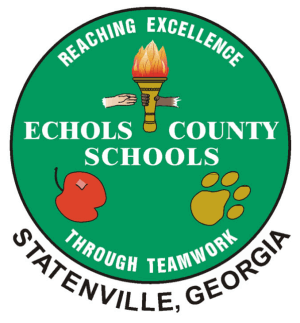 REACHING EXCELLENCE
ECHOLS COUNTY
SCHOOLS
THROUGH TEAMWORK
STATENVILLE, GEORGIA